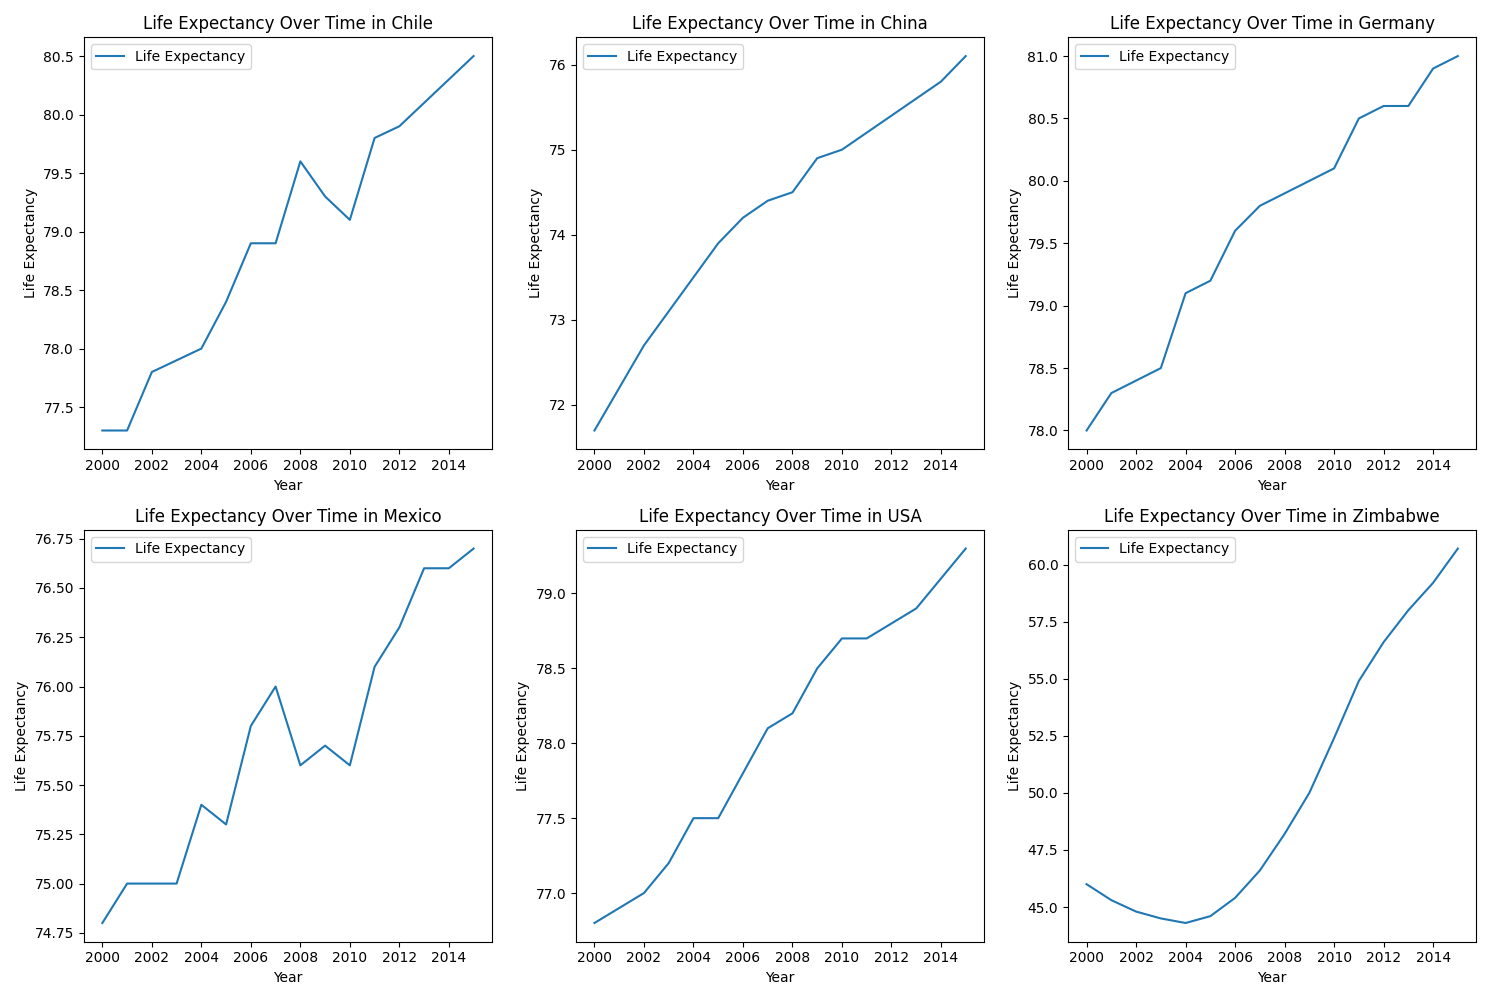 Life Expectancy Over Time in Chile
Life Expectancy
80.5
80.0
79.5
79.0
78.5
78.0
77.5
Life Expectancy
2000 2002 2004 2006 2008 2010 2012 2014
Year
Life Expectancy Over Time in China
Life Expectancy
76
75
74
73
72
Life Expectancy
2000 2002 2004 2006 2008 2010 2012 2014
Year
Life Expectancy Over Time in Germany
Life Expectancy
81.0
80.5
80.0
79.5
79.0
78.5
78.0
Life Expectancy
2000 2002 2004 2006 2008 2010 2012 2014
Year
Life Expectancy Over Time in Mexico
Life Expectancy
76.75
76.50
76.25
76.00
75.75
75.50
75.25
75.00
74.75
Life Expectancy
2000 2002 2004 2006 2008 2010 2012 2014
Year
Life Expectancy Over Time in USA
Life Expectancy
79.0
78.5
78.0
77.5
77.0
Life Expectancy
2000 2002 2004 2006 2008 2010 2012 2014
Year
Life Expectancy Over Time in Zimbabwe
Life Expectancy
60.0
57.5
55.0
52.5
50.0
47.5
45.0
Life Expectancy
2000 2002 2004 2006 2008 2010 2012 2014
Year